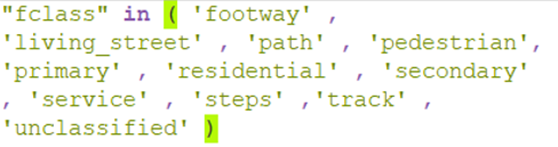 "fclass" in ( 'footway' ,
'living_street' , 'path' , 'pedestrian',
'primary' , 'residential' , 'secondary'
, 'service' , 'steps' ,'track' ,
'unclassified' )